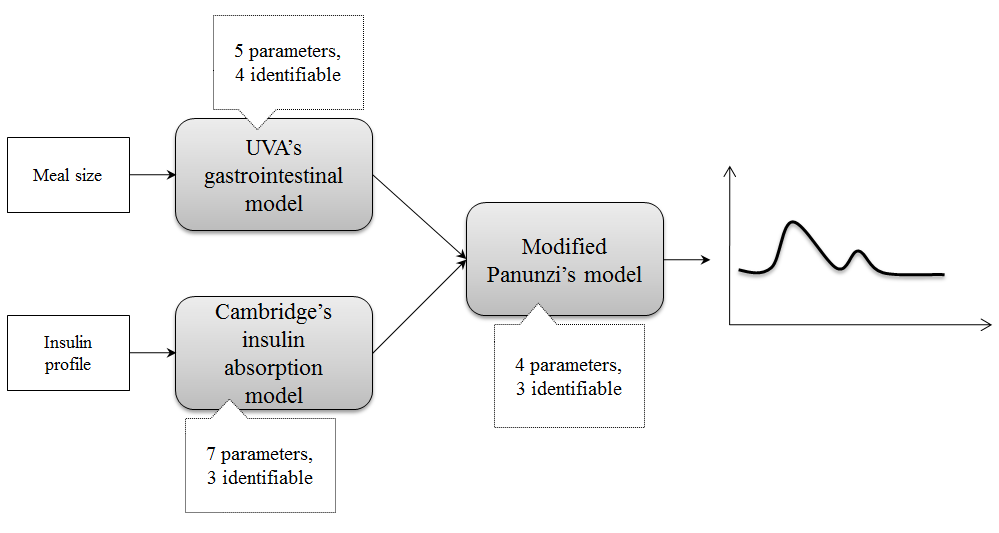 5 parameters,
4 identifiable
UVA’s
gastrointestinal
model
Meal size
Modified
Panunzi’s model
Cambridge’s
insulin
absorption
model
Insulin
profile
4 parameters,
3 identifiable
7 parameters,
3 identifiable